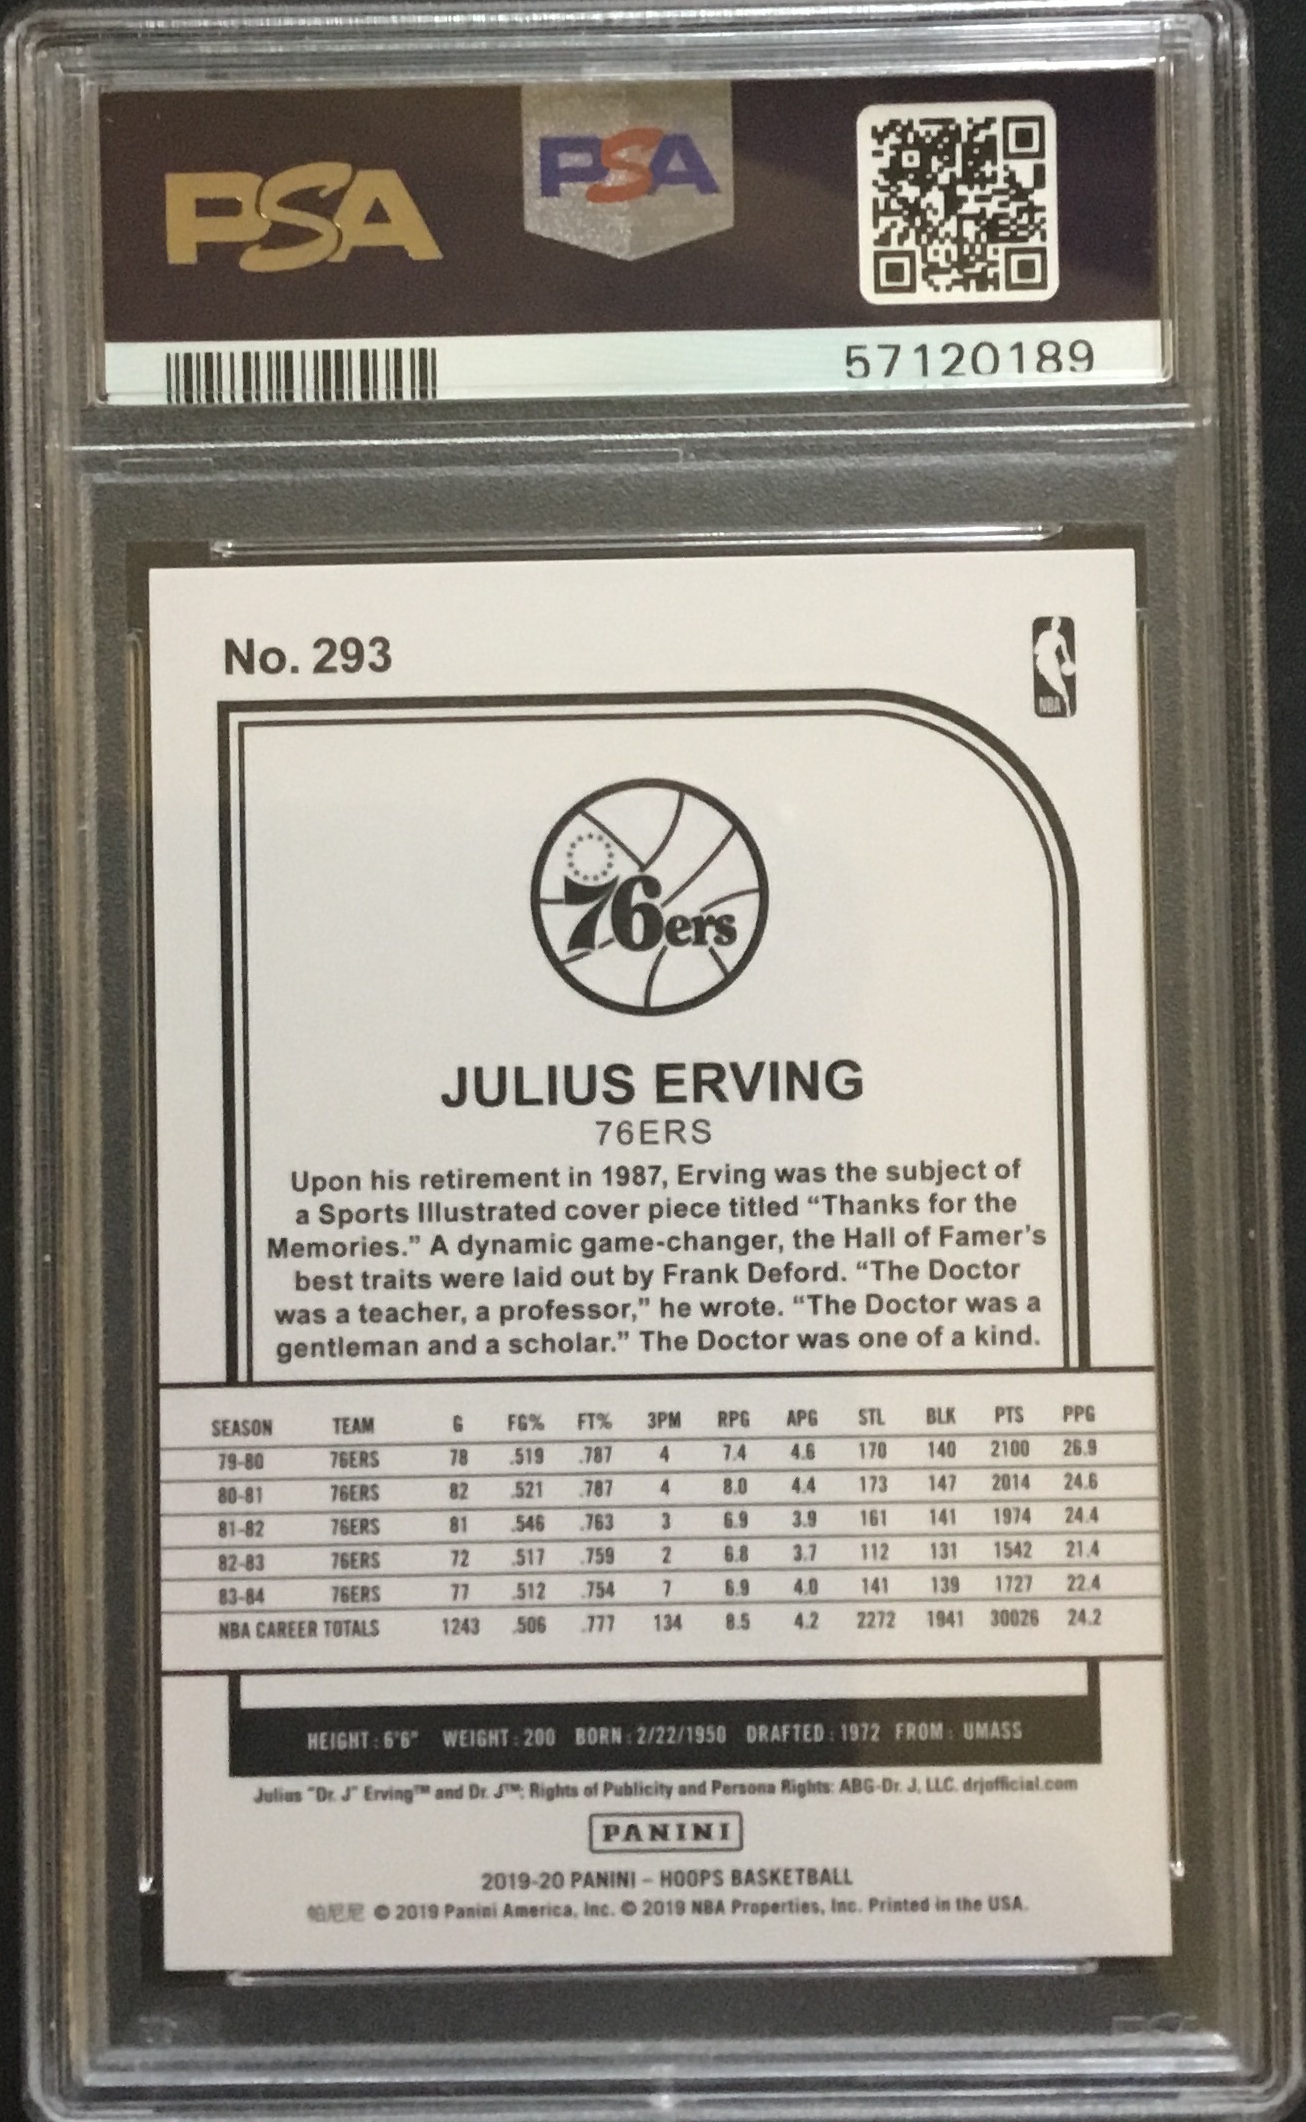 PSA
PSA
57120189
No. 293
NBA
76ers
JULIUS ERVING
76ERS
Upon his retirement in 1987, Erving was the subject of
a Sports Illustrated cover piece titled “Thanks for the
Memories.” A dynamic game-changer, the Hall of Famer’s
best traits were laid out by Frank Deford. “The Doctor
was a teacher, a professor,” he wrote. “The Doctor was a
gentleman and a scholar.” The Doctor was one of a kind.
SEASON TEAM G FG% FT% 3PM RPG APG STL BLK PTS PPG
79-80 76ERS 78 .519 .787 4 7.4 4.6 170 140 2100 26.9
80-81 76ERS 82 .521 .787 4 8.0 4.4 173 147 2014 24.6
81-82 76ERS 81 .546 .763 3 6.9 3.9 161 141 1974 24.4
82-83 76ERS 72 .517 .759 2 6.8 3.7 112 131 1542 21.4
83-84 76ERS 77 .512 .754 7 6.9 4.0 141 139 1727 22.4
NBA CAREER TOTALS 1243 .506 .777 134 8.5 4.2 2272 1941 30026 24.2
HEIGHT: 6'6" WEIGHT: 200 BORN: 2/22/1950 DRAFTED: 1972 FROM: UMASS
Julius “Dr. J” Erving™ and Dr. J™: Rights of Publicity and Persona Rights: ABG-Dr. J, LLC. drjofficial.com
PANINI
2019-20 PANINI – HOOPS BASKETBALL
帕尼尼 © 2019 Panini America, Inc. © 2019 NBA Properties, Inc. Printed in the USA.